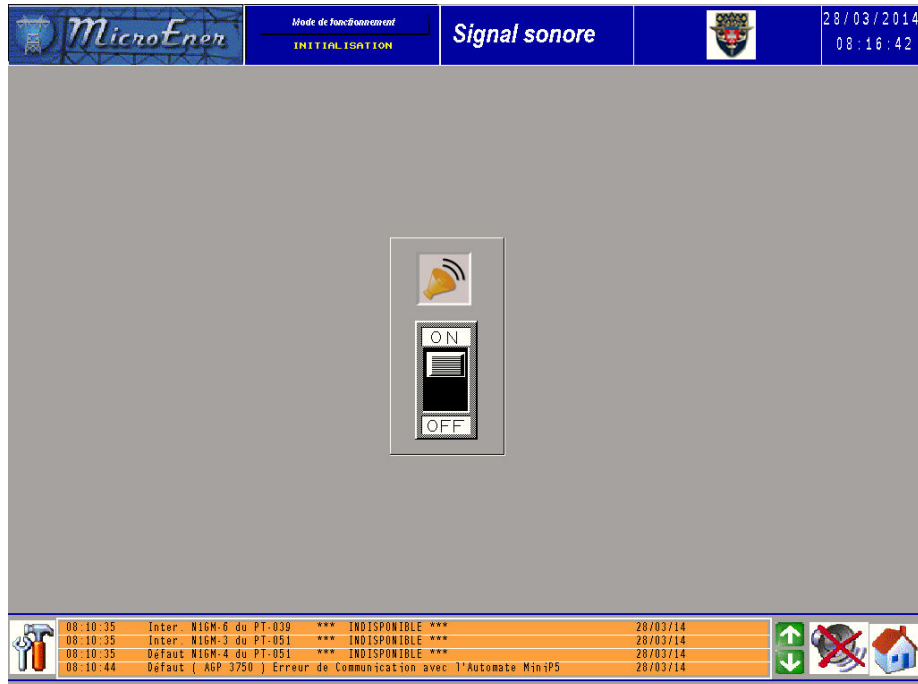 MicroEner
Mode de fonctionnement
INITIALISATION
Signal sonore
28/03/2014
08:16:42
ON
OFF
08:10:35 Inter. N1GM-6 du PT-039 *** INDISPONIBLE *** 28/03/14
08:10:35 Inter. N1GM-3 du PT-051 *** INDISPONIBLE *** 28/03/14
08:10:35 Défaut N1GM-4 du PT-051 *** INDISPONIBLE *** 28/03/14
08:10:44 Défaut ( AGP 3750 ) Erreur de Communication avec l'Automate MiniP5 28/03/14